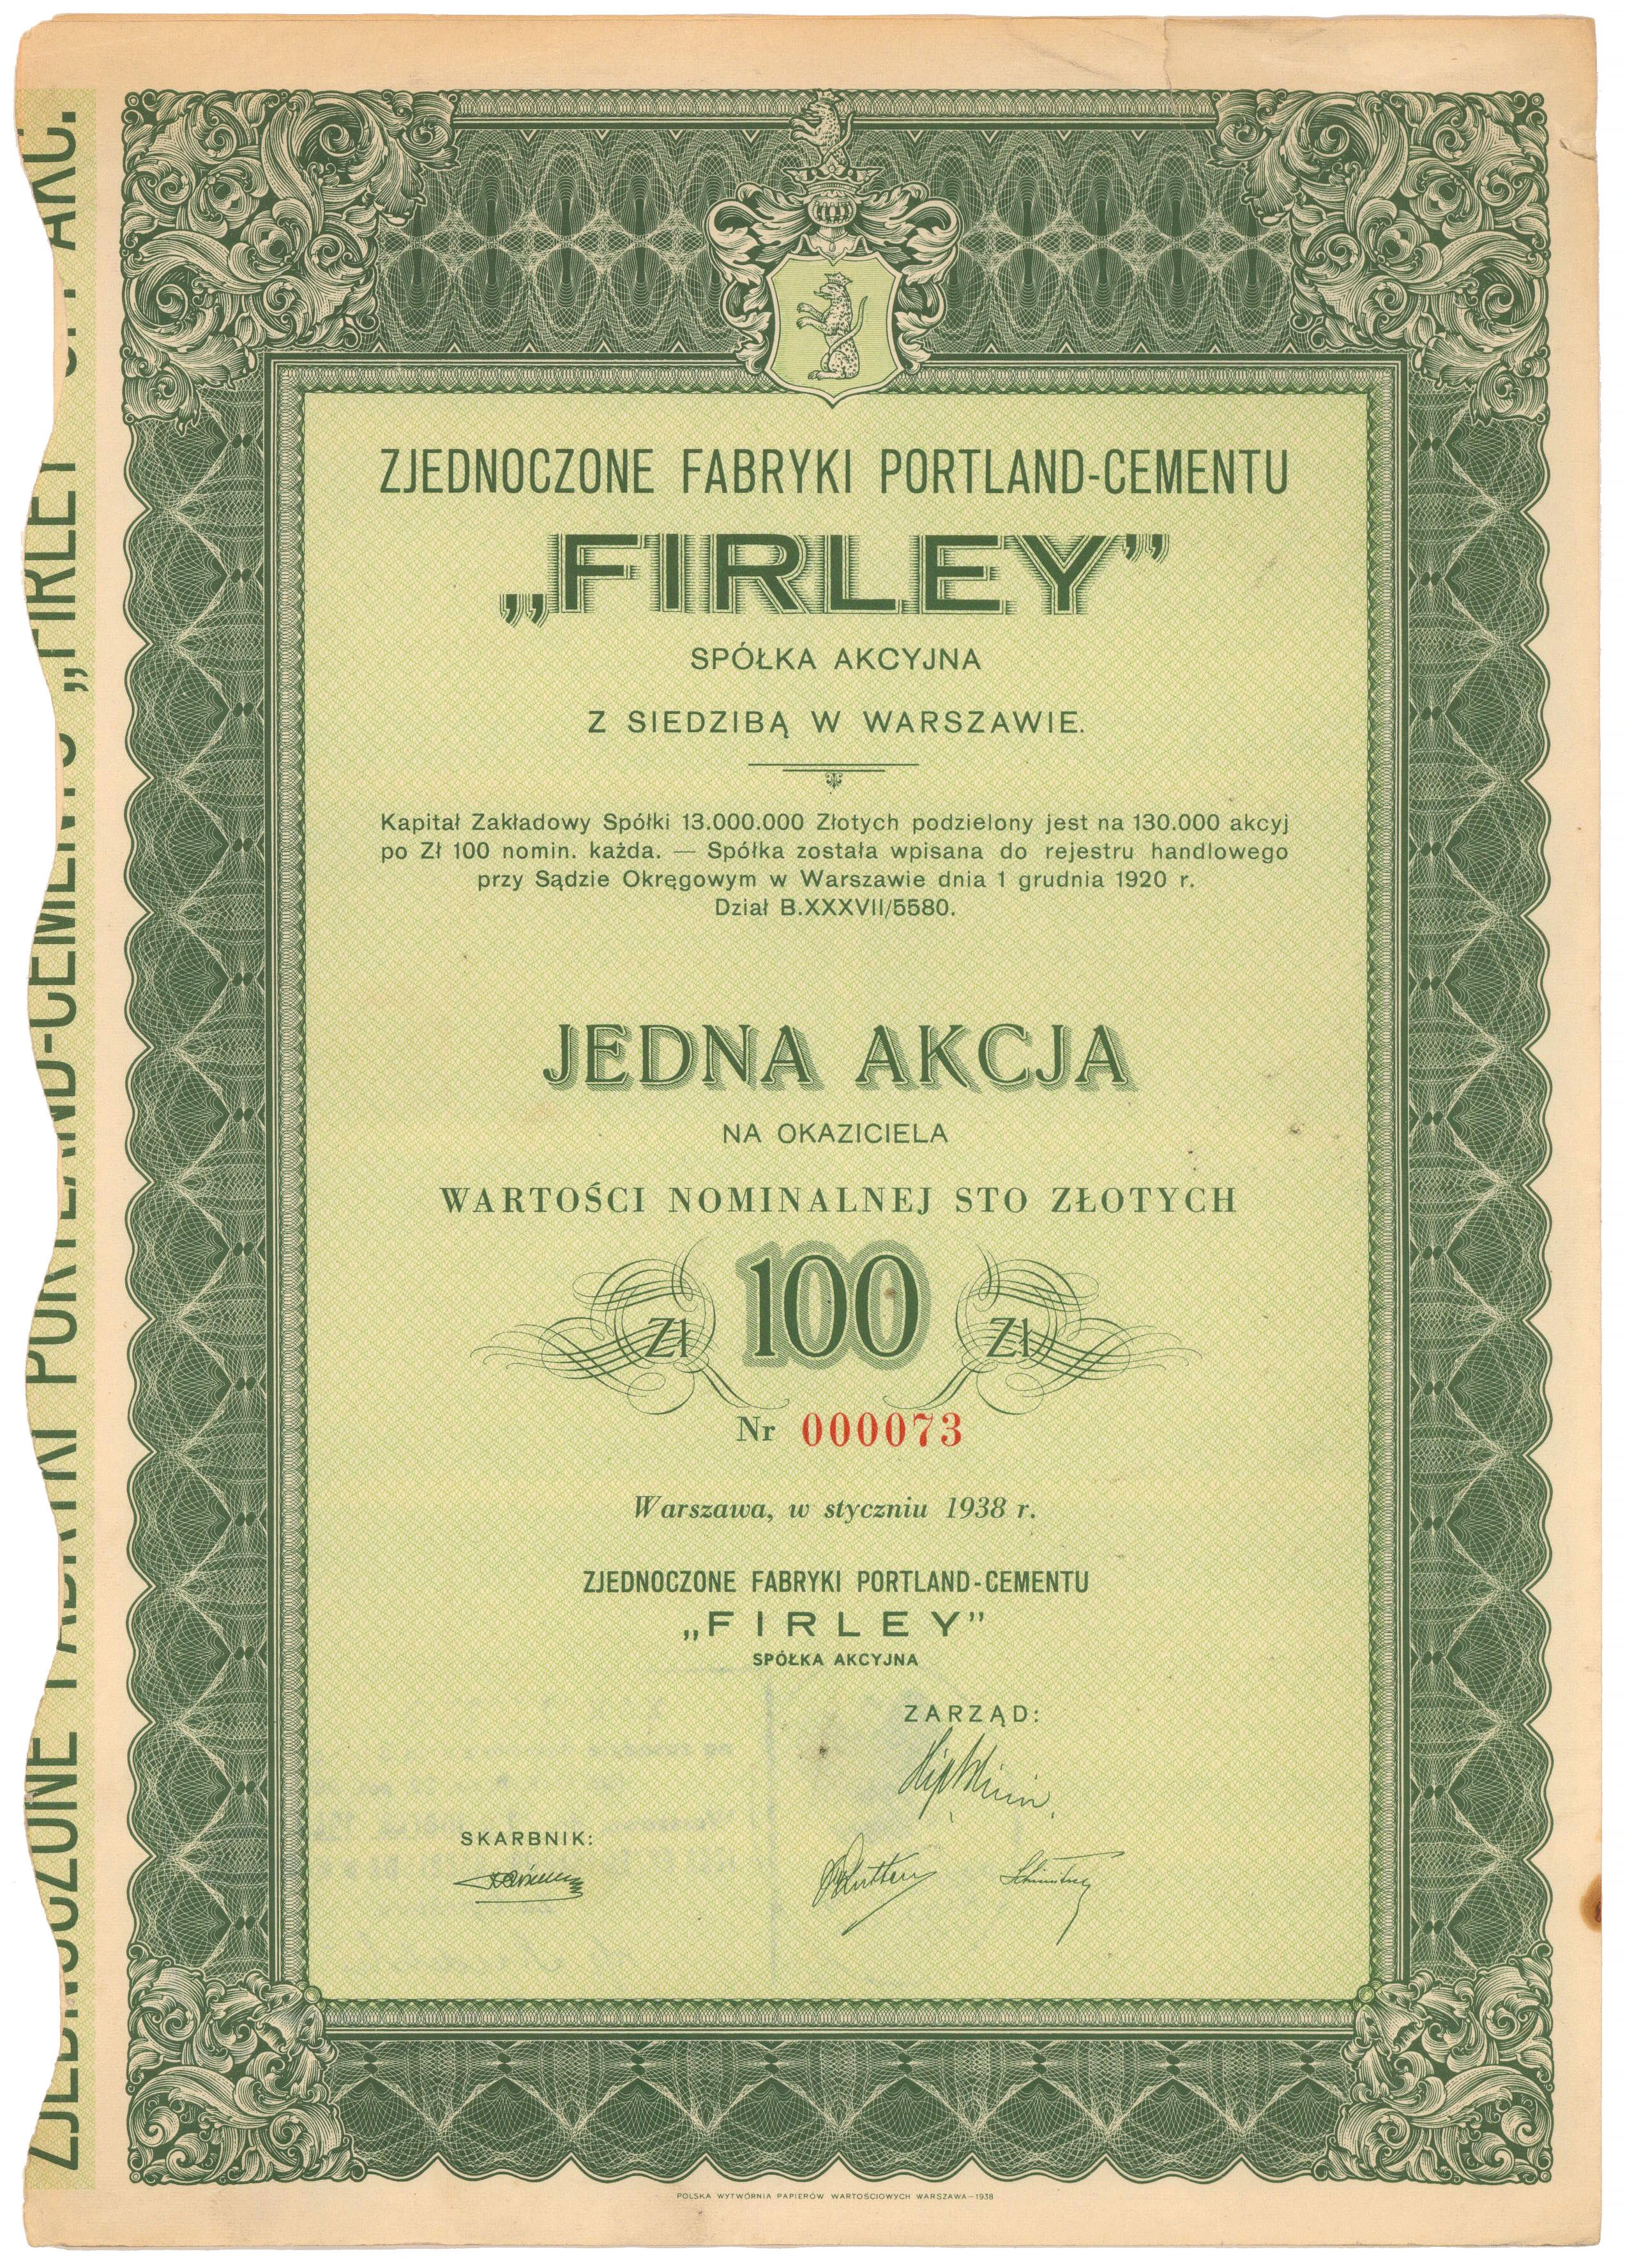 ZJEDNOCZONE FABRYKI PORTLAND-CEMENTU „FIRLEY" SP. AKC.
ZJEDNOCZONE FABRYKI PORTLAND-CEMENTU
„FIRLEY"
SPÓŁKA AKCYJNA
Z SIEDZIBĄ W WARSZAWIE.
Kapitał Zakładowy Spółki 13.000.000 Złotych podzielony jest na 130.000 akcyj
po Zł 100 nomin. każda. — Spółka została wpisana do rejestru handlowego
przy Sądzie Okręgowym w Warszawie dnia 1 grudnia 1920 r.
Dział B.XXXVII/5580.
JEDNA AKCJA
NA OKAZICIELA
WARTOŚCI NOMINALNEJ STO ZŁOTYCH
Zł 100 Zł
Nr 000073
Warszawa, w styczniu 1938 r.
ZJEDNOCZONE FABRYKI PORTLAND-CEMENTU
„FIRLEY"
SPÓŁKA AKCYJNA
ZARZĄD:
SKARBNIK:
POLSKA WYTWÓRNIA PAPIERÓW WARTOŚCIOWYCH WARSZAWA—1938